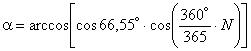 α = arccos[cos 66,55° · cos(360°/365 · N)]